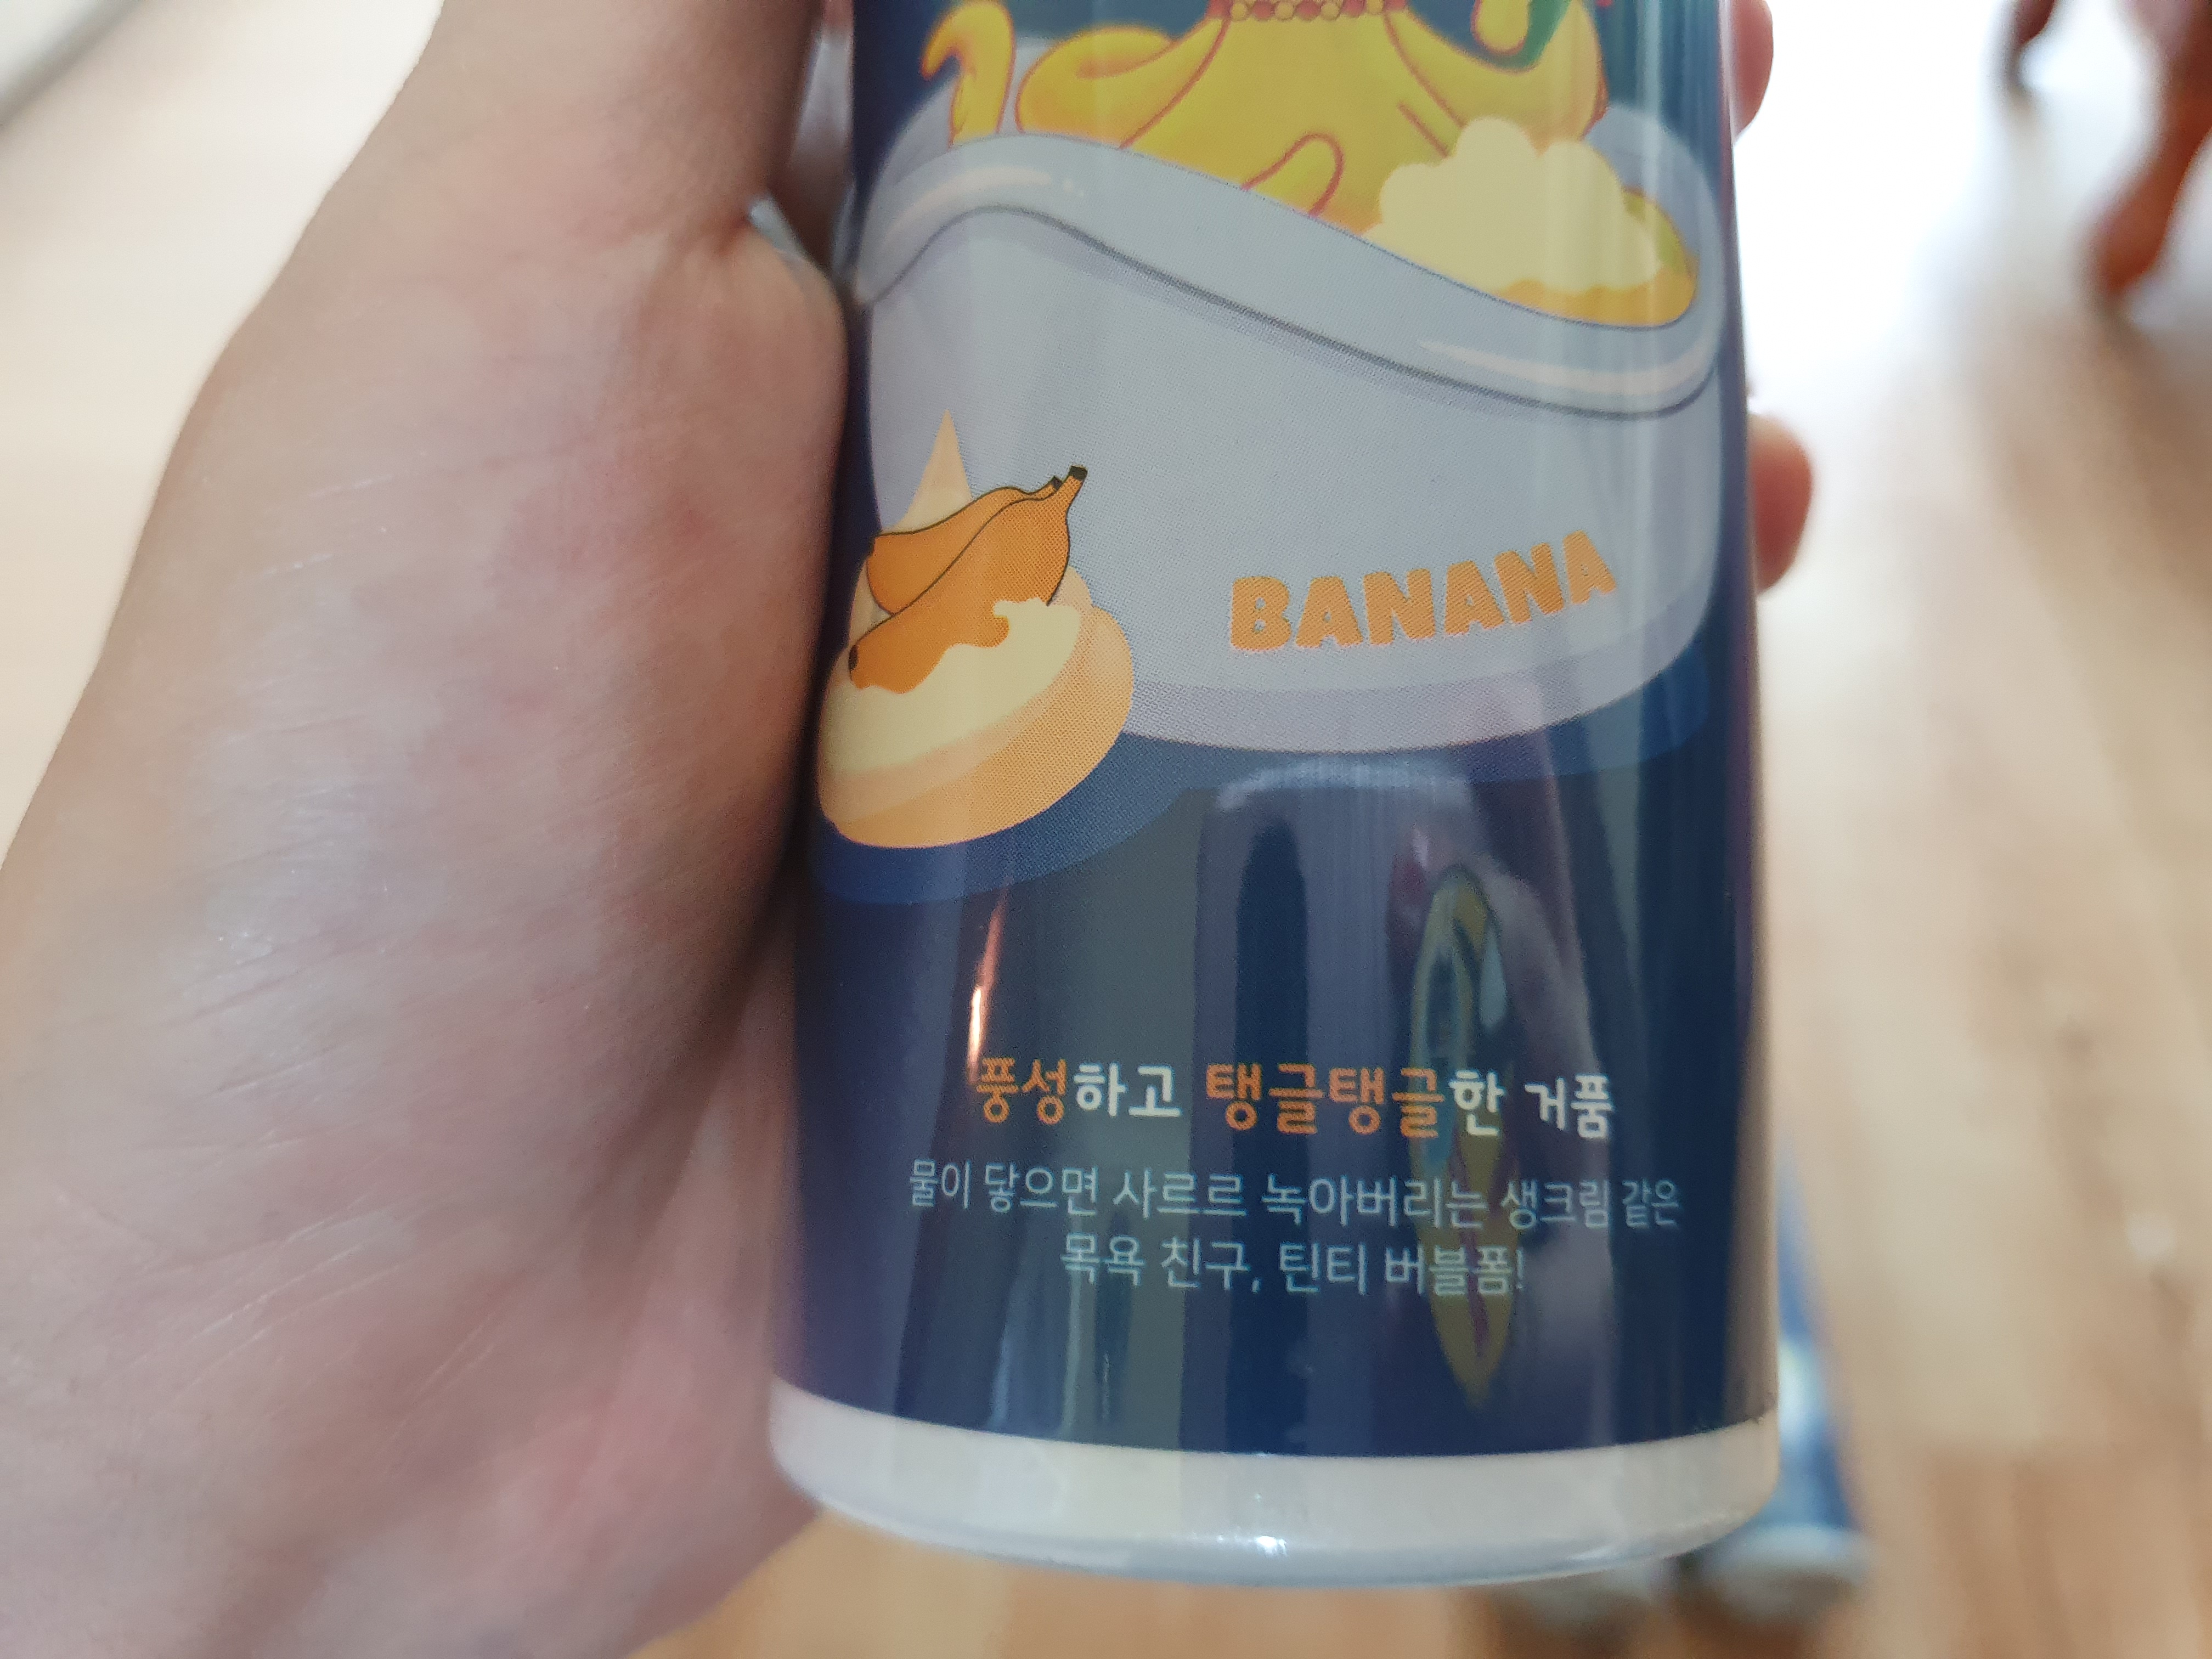 BANANA
풍성하고 탱글탱글한 거품
물이 닿으면 사르르 녹아버리는 생크림 같은
목욕 친구, 틴티 버블폼!